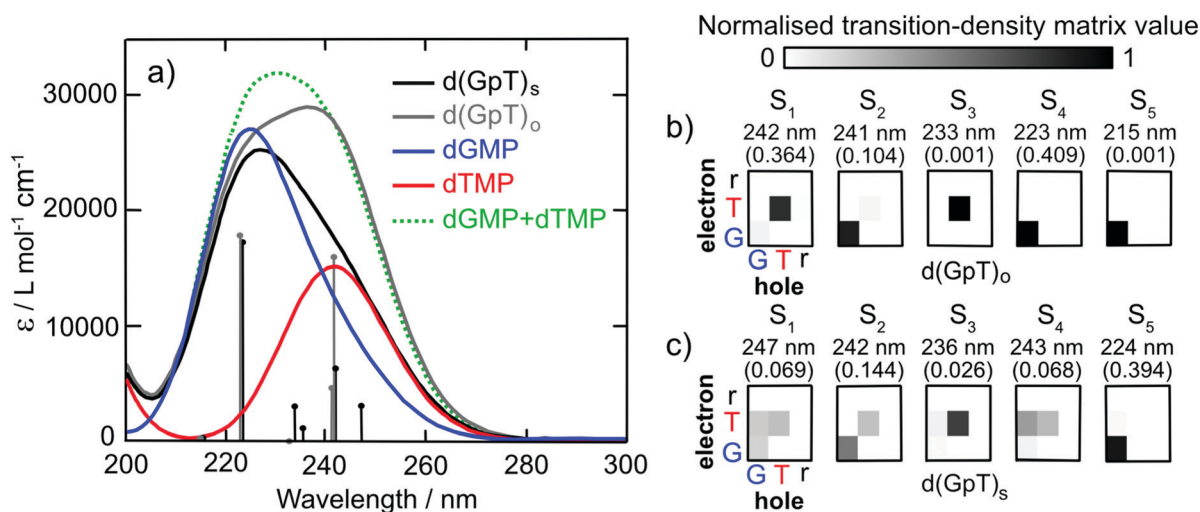 a)
ε / L mol⁻¹ cm⁻¹
30000
20000
10000
0
200
220
240
260
280
300
Wavelength / nm
d(GpT)ₛ
d(GpT)ₒ
dGMP
dTMP
dGMP+dTMP
Normalised transition-density matrix value
0 1
b)
S₁ S₂ S₃ S₄ S₅
242 nm 241 nm 233 nm 223 nm 215 nm
(0.364) (0.104) (0.001) (0.409) (0.001)
electron
r
T
G
G T r
hole
d(GpT)ₒ
c)
S₁ S₂ S₃ S₄ S₅
247 nm 242 nm 236 nm 243 nm 224 nm
(0.069) (0.144) (0.026) (0.068) (0.394)
electron
r
T
G
G T r
hole
d(GpT)ₛ